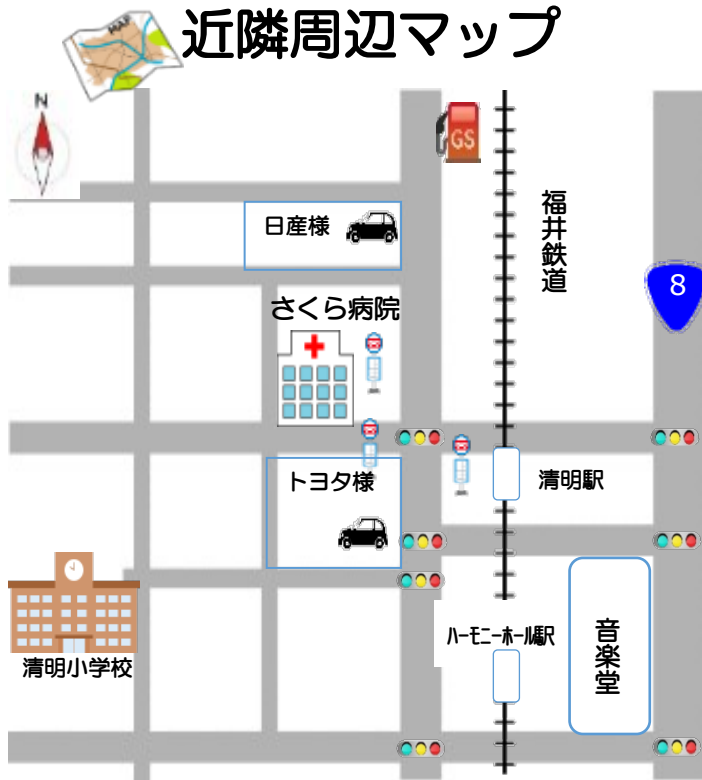 近隣周辺マップ
MAP
N
GS
日産様
福井鉄道
8
さくら病院
トヨタ様
清明駅
ハーモニーホール駅
音楽堂
清明小学校